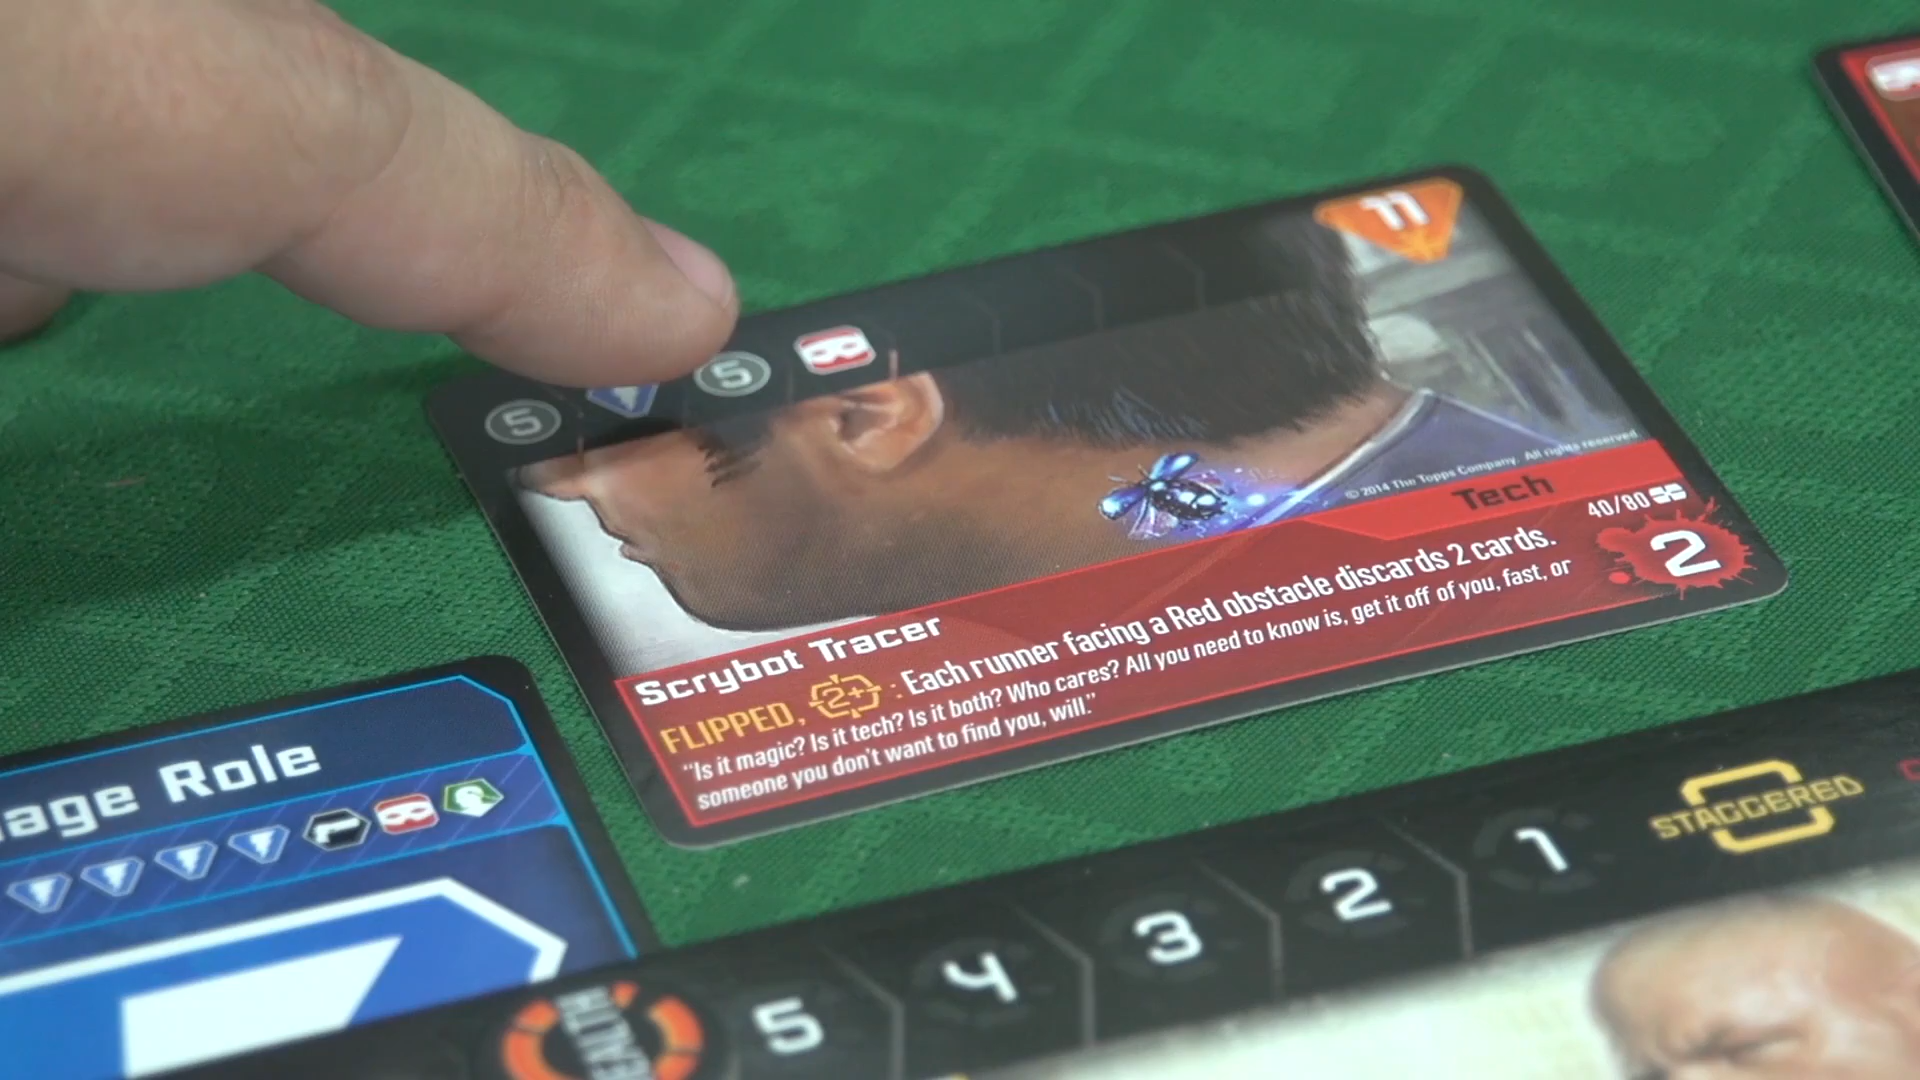 11
5
5
© 2014 The Topps Company. All rights reserved.
Tech
40/80
2
Scrybot Tracer
FLIPPED, 2+ : Each runner facing a Red obstacle discards 2 cards.
"Is it magic? Is it tech? Is it both? Who cares? All you need to know is, get it off of you, fast, or
someone you don't want to find you, will."
Role
5 4 3 2 1 STAGGERED